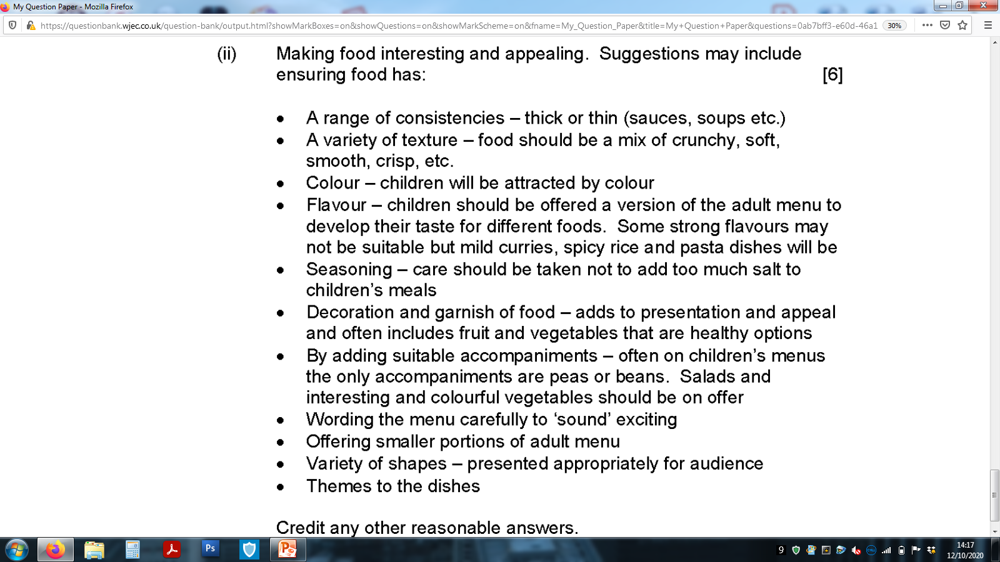 My Question Paper - Mozilla Firefox
https://questionbank.wjec.co.uk/question-bank/output.html?showMarkBoxes=on&showQuestions=on&showMarkScheme=on&fname=My_Question_Paper&title=My+Question+Paper&questions=0ab7bff3-e60d-46a1 30%
(ii) Making food interesting and appealing. Suggestions may include
ensuring food has: [6]
• A range of consistencies – thick or thin (sauces, soups etc.)
• A variety of texture – food should be a mix of crunchy, soft,
smooth, crisp, etc.
• Colour – children will be attracted by colour
• Flavour – children should be offered a version of the adult menu to
develop their taste for different foods. Some strong flavours may
not be suitable but mild curries, spicy rice and pasta dishes will be
• Seasoning – care should be taken not to add too much salt to
children’s meals
• Decoration and garnish of food – adds to presentation and appeal
and often includes fruit and vegetables that are healthy options
• By adding suitable accompaniments – often on children’s menus
the only accompaniments are peas or beans. Salads and
interesting and colourful vegetables should be on offer
• Wording the menu carefully to ‘sound’ exciting
• Offering smaller portions of adult menu
• Variety of shapes – presented appropriately for audience
• Themes to the dishes
Credit any other reasonable answers.
Ps
P
9
DELL
14:17
12/10/2020